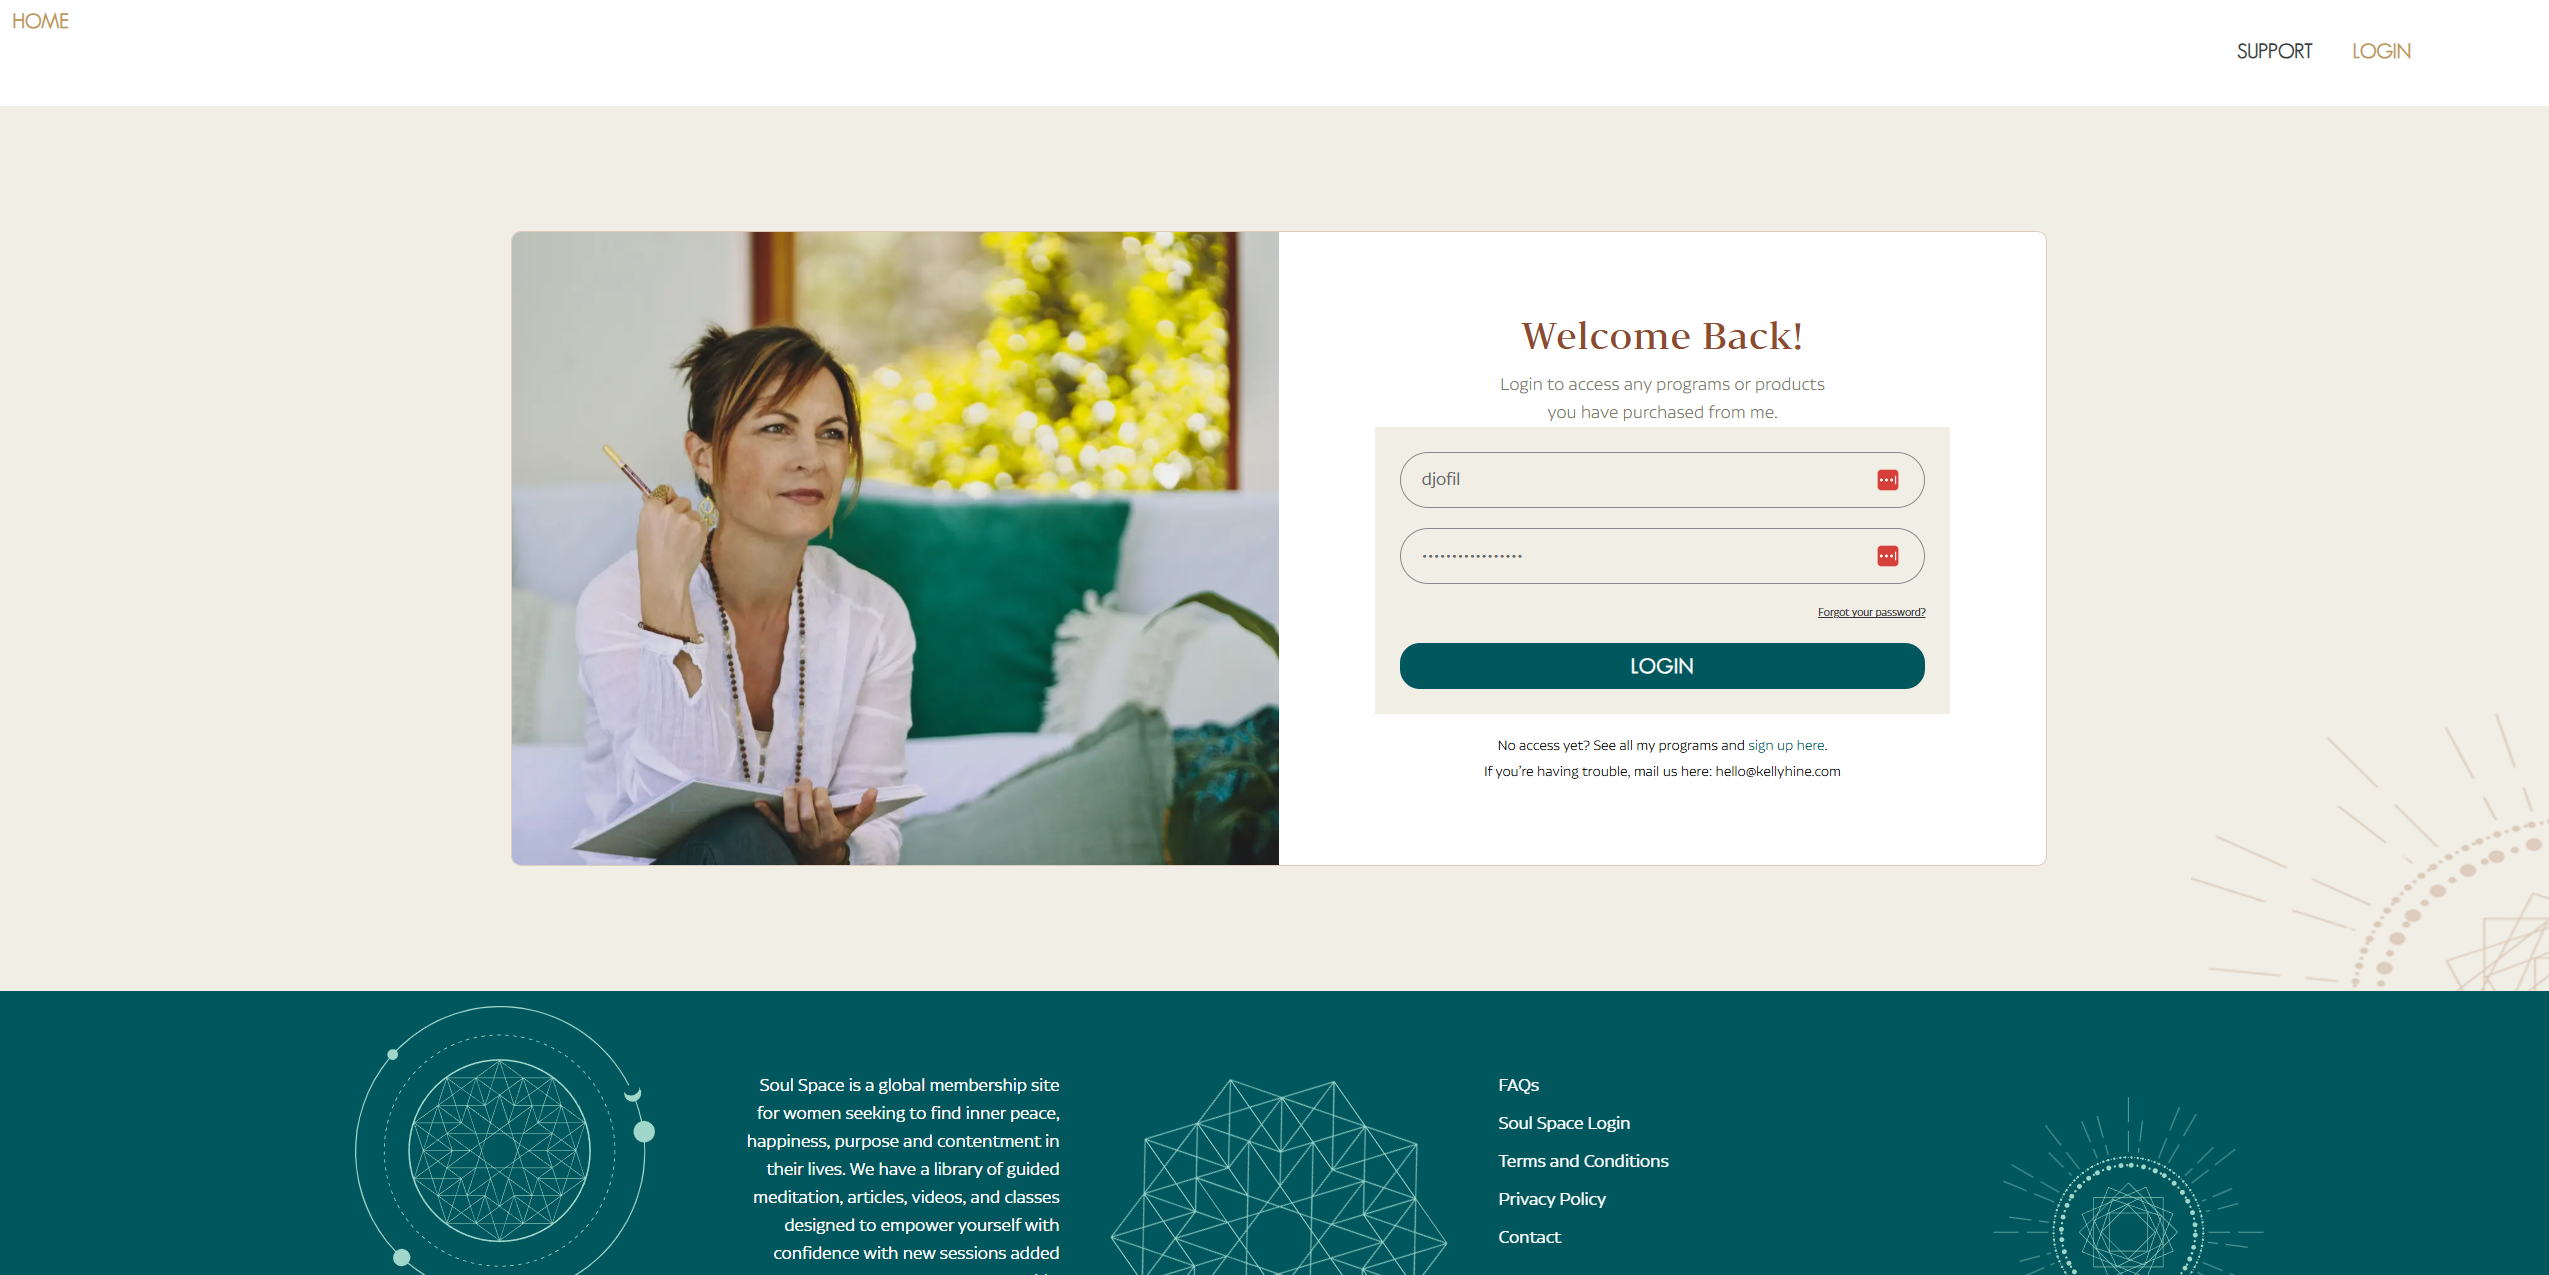 HOME
SUPPORT
LOGIN
Welcome Back!
Login to access any programs or products
you have purchased from me.
djofil
•••••••••••••••••
Forgot your password?
LOGIN
No access yet? See all my programs and sign up here.
If you’re having trouble, mail us here: hello@kellyhine.com
Soul Space is a global membership site
for women seeking to find inner peace,
happiness, purpose and contentment in
their lives. We have a library of guided
meditation, articles, videos, and classes
designed to empower yourself with
confidence with new sessions added
FAQs
Soul Space Login
Terms and Conditions
Privacy Policy
Contact